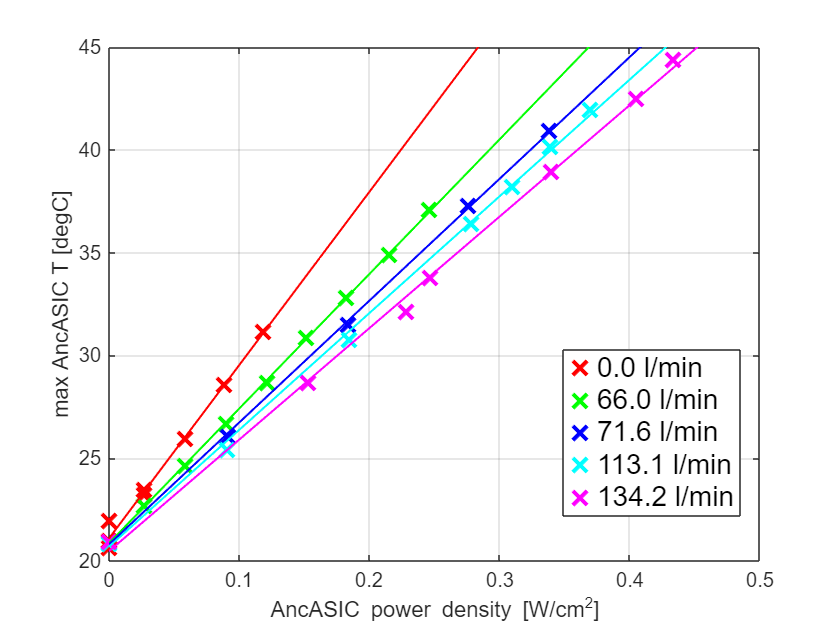 45
40
35
30
25
20
0
0.1
0.2
0.3
0.4
0.5
max AncASIC T [degC]
AncASIC power density [W/cm²]
0.0 l/min
66.0 l/min
71.6 l/min
113.1 l/min
134.2 l/min